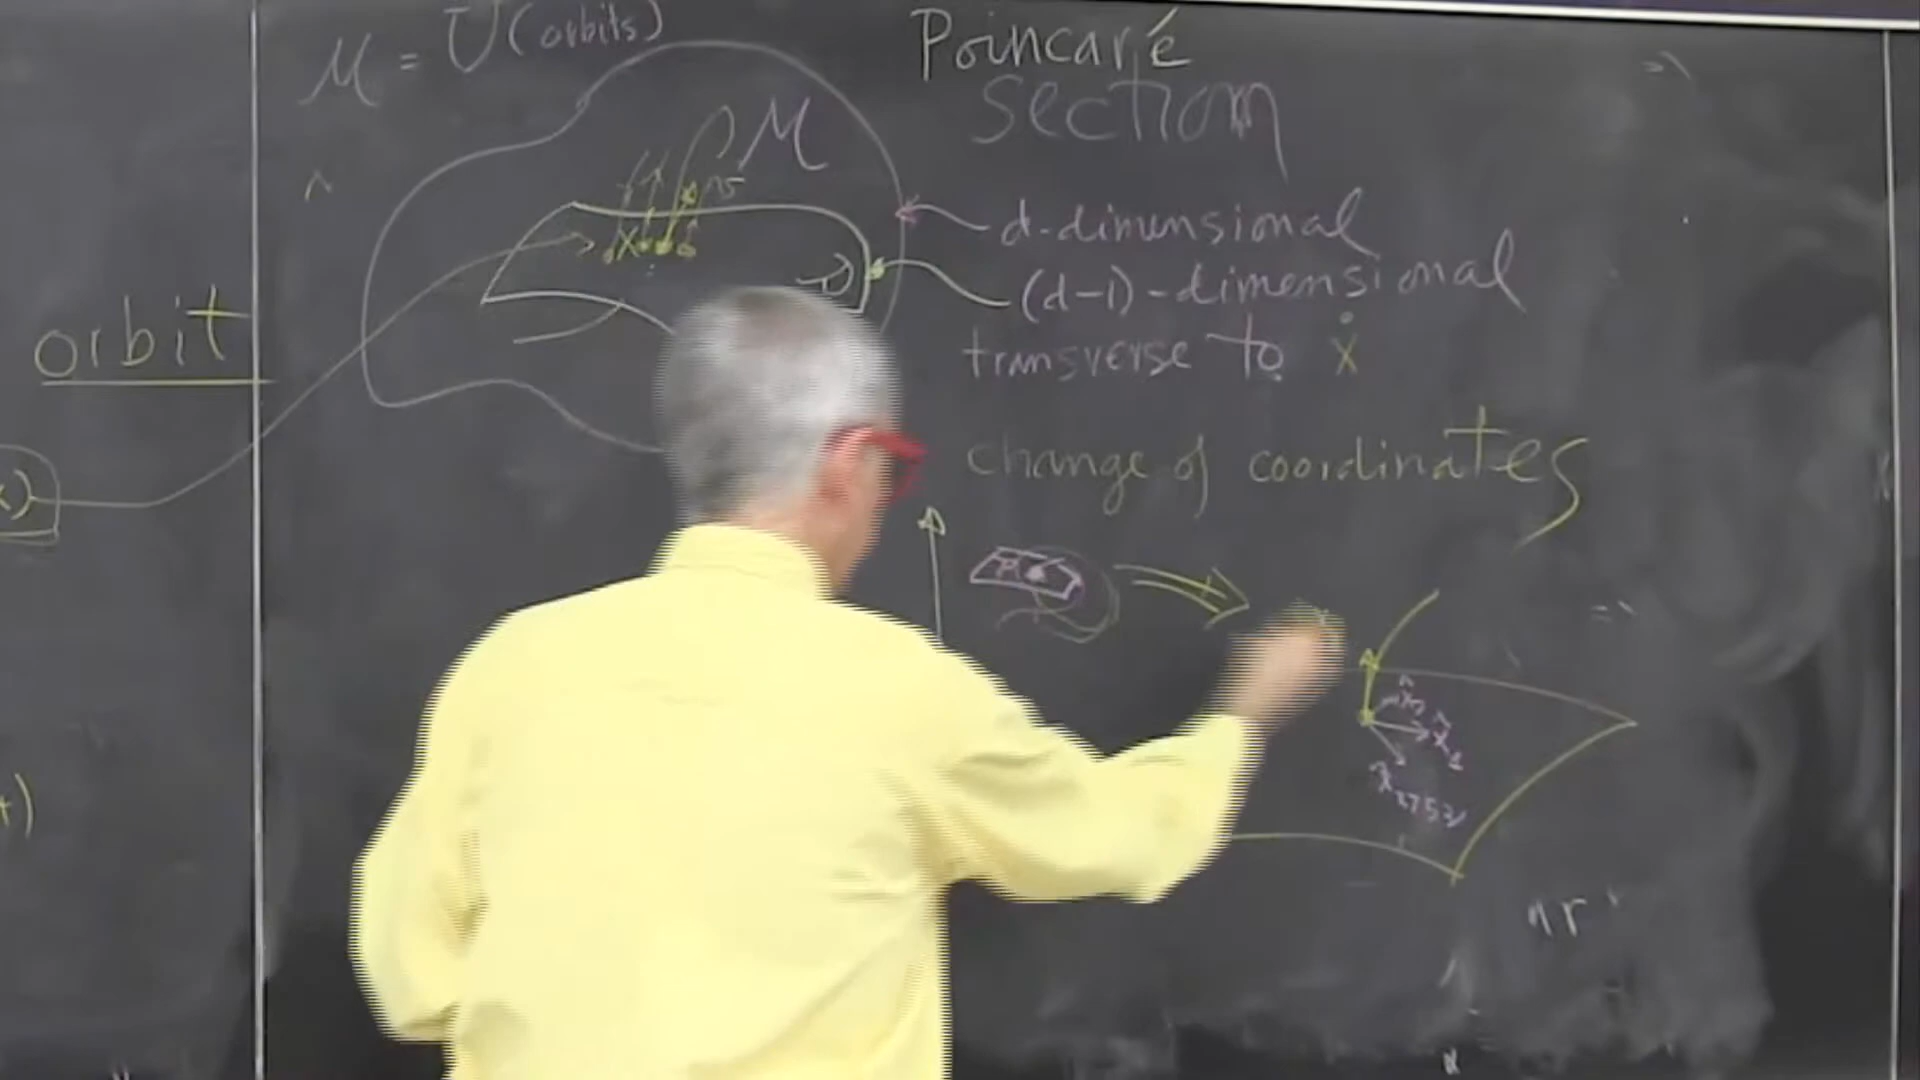 M = U(orbits)
Poincaré
section
M
d-dimensional
(d-1)-dimensional
transverse to ẋ
orbit
change of coordinates
x)
t)